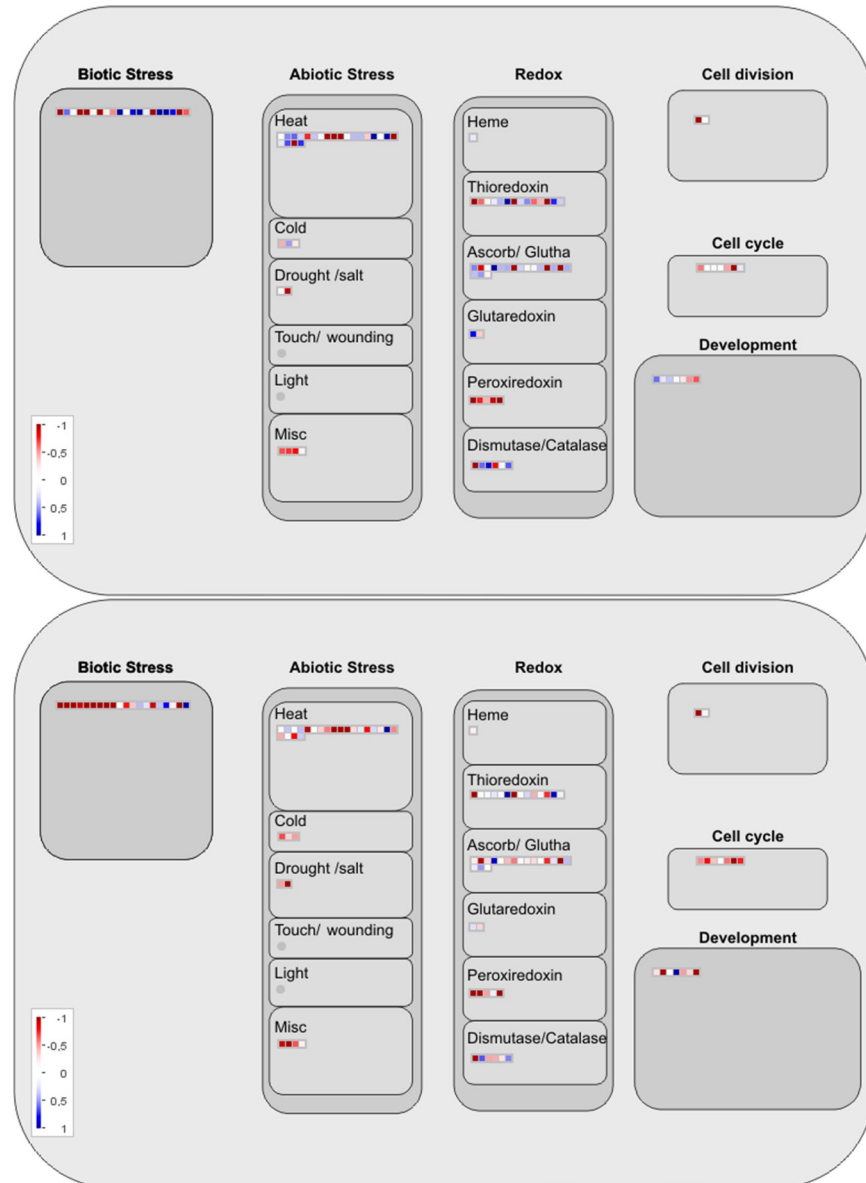 Biotic Stress
Abiotic Stress
Redox
Cell division
Heat
Heme
Thioredoxin
Cold
Ascorb/ Glutha
Cell cycle
Drought /salt
Glutaredoxin
Touch/ wounding
Development
Light
Peroxiredoxin
Misc
Dismutase/Catalase
-1
-0,5
0
0,5
1
Biotic Stress
Abiotic Stress
Redox
Cell division
Heat
Heme
Thioredoxin
Cold
Ascorb/ Glutha
Cell cycle
Drought /salt
Glutaredoxin
Touch/ wounding
Development
Light
Peroxiredoxin
Misc
Dismutase/Catalase
-1
-0,5
0
0,5
1